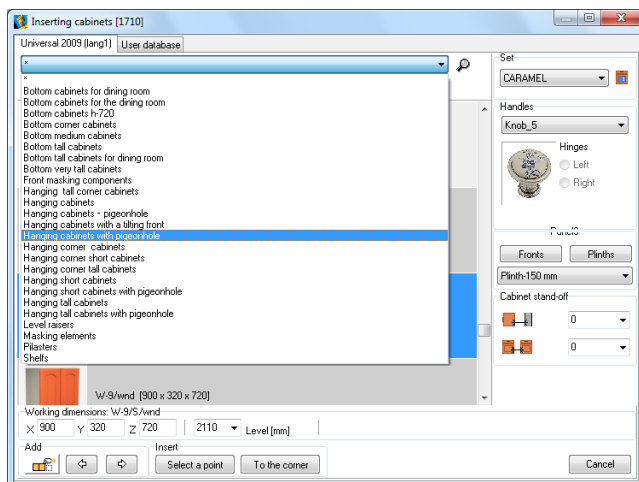 Inserting cabinets [1710]
Universal 2009 (lang1) User database
*
*
Bottom cabinets for dining room
Bottom cabinets for the dining room
Bottom cabinets h-720
Bottom corner cabinets
Bottom medium cabinets
Bottom tall cabinets
Bottom tall cabinets for dining room
Bottom very tall cabinets
Front masking components
Hanging  tall corner cabinets
Hanging cabinets
Hanging cabinets - pigeonhole
Hanging cabinets with a tilting front
Hanging cabinets with pigeonhole
Hanging corner  cabinets
Hanging corner short cabinets
Hanging corner tall cabinets
Hanging short cabinets
Hanging short cabinets with pigeonhole
Hanging tall cabinets
Hanging tall cabinets with pigeonhole
Level raisers
Masking elements
Pilasters
Shelfs
W-9/wnd  [900 x 320 x 720]
Set
CARAMEL
Handles
Knob_5
Hinges
Left
Right
Fronts Plinths
Plinth-150 mm
Cabinet stand-off
0
0
Working dimensions: W-9/S/wnd
X 900 Y 320 Z 720 2110 Level [mm]
Add Insert
Select a point To the corner Cancel